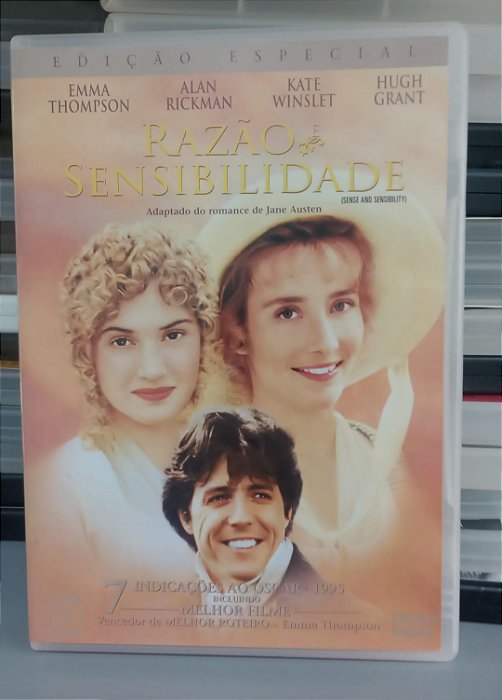 EDIÇÃO ESPECIAL
EMMA THOMPSON
ALAN RICKMAN
KATE WINSLET
HUGH GRANT
RAZÃO E
SENSIBILIDADE
(SENSE AND SENSIBILITY)
Adaptado do romance de Jane Austen
7 INDICAÇÕES AO OSCAR 1995
INCLUINDO
MELHOR FILME
Vencedor de MELHOR ROTEIRO - Emma Thompson